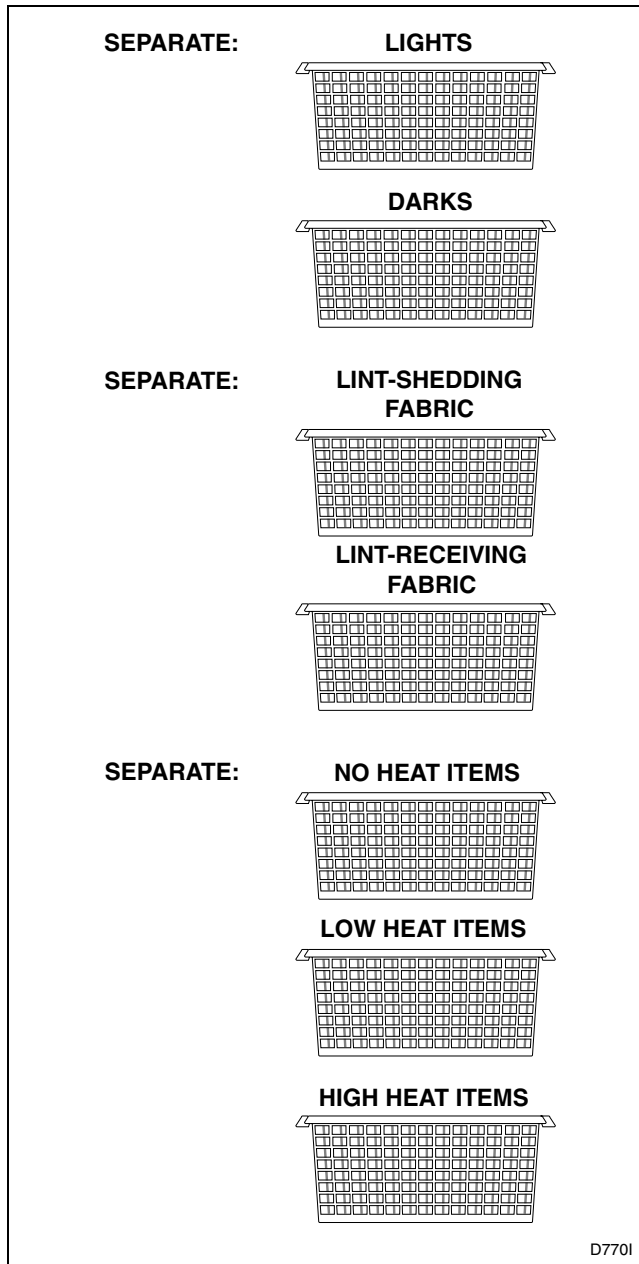 SEPARATE: LIGHTS
DARKS
SEPARATE: LINT-SHEDDING
FABRIC
LINT-RECEIVING
FABRIC
SEPARATE: NO HEAT ITEMS
LOW HEAT ITEMS
HIGH HEAT ITEMS
D770I